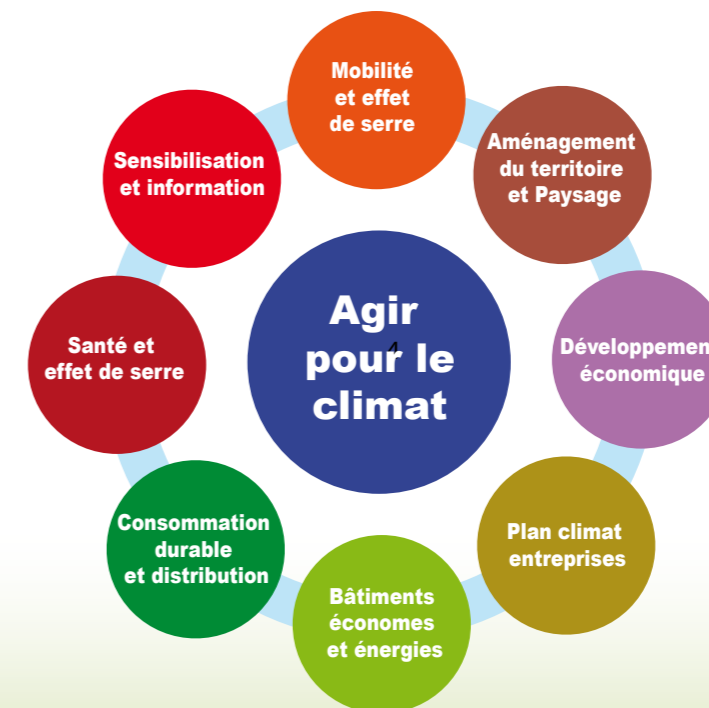 Mobilité
et effet
de serre
Aménagement
du territoire
et Paysage
Sensibilisation
et information
Agir
pour le
climat
4
Développemen
économique
Santé et
effet de serre
Plan climat
entreprises
Consommation
durable
et distribution
Bâtiments
économes
et énergies